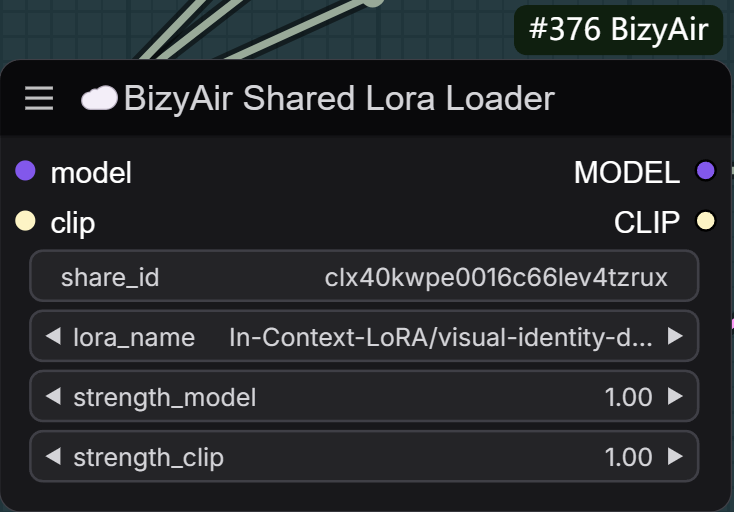 #376 BizyAir
BizyAir Shared Lora Loader
model MODEL
clip CLIP
share_id clx40kwpe0016c66lev4tzrux
lora_name In-Context-LoRA/visual-identity-d...
strength_model 1.00
strength_clip 1.00